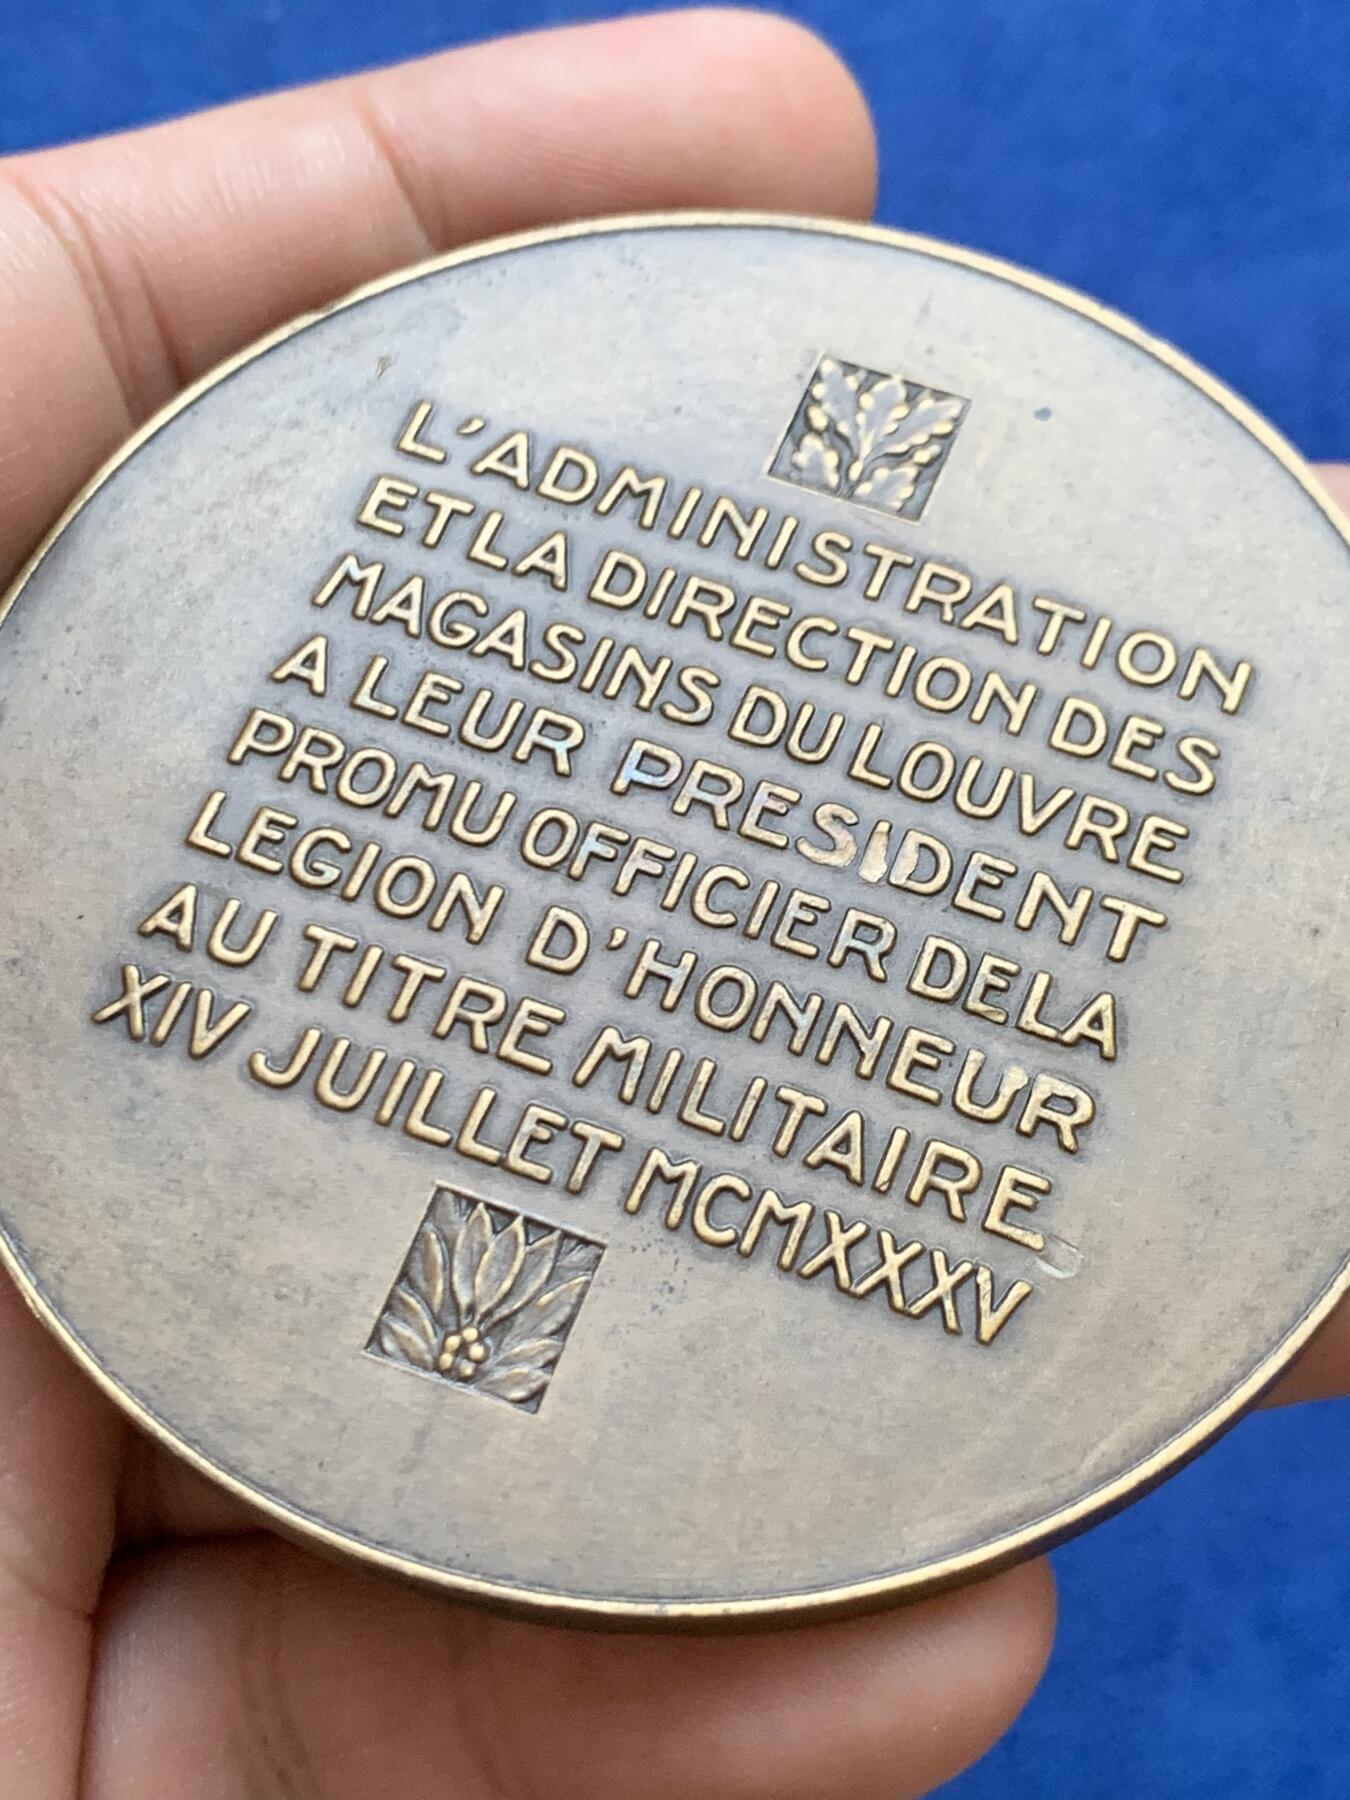 L'ADMINISTRATION
ET LA DIRECTION DES
MAGASINS DU LOUVRE
A LEUR PRESIDENT
PROMU OFFICIER DE LA
LEGION D'HONNEUR
AU TITRE MILITAIRE
XIV JUILLET MCMXXXV